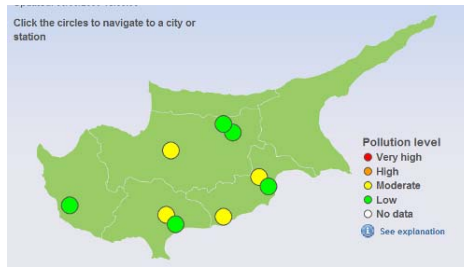 Click the circles to navigate to a city or
station
Pollution level
Very high
High
Moderate
Low
No data
See explanation